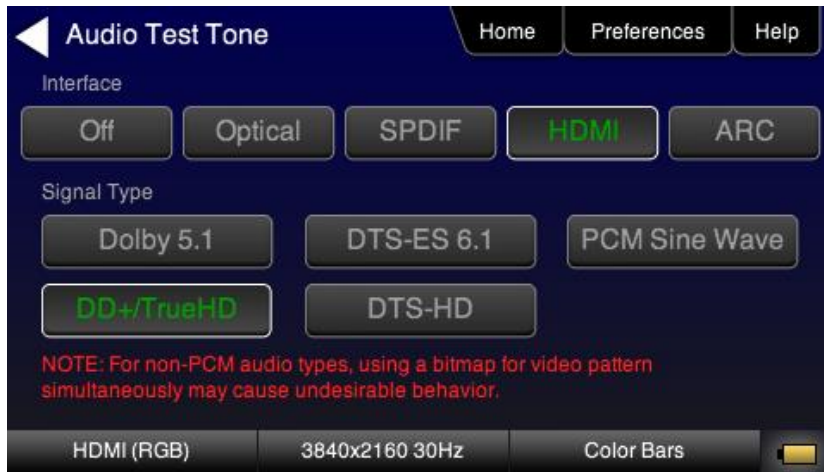 Audio Test Tone
Home
Preferences
Help
Interface
Off
Optical
SPDIF
HDMI
ARC
Signal Type
Dolby 5.1
DTS-ES 6.1
PCM Sine Wave
DD+/TrueHD
DTS-HD
NOTE: For non-PCM audio types, using a bitmap for video pattern
simultaneously may cause undesirable behavior.
HDMI (RGB)
3840x2160 30Hz
Color Bars